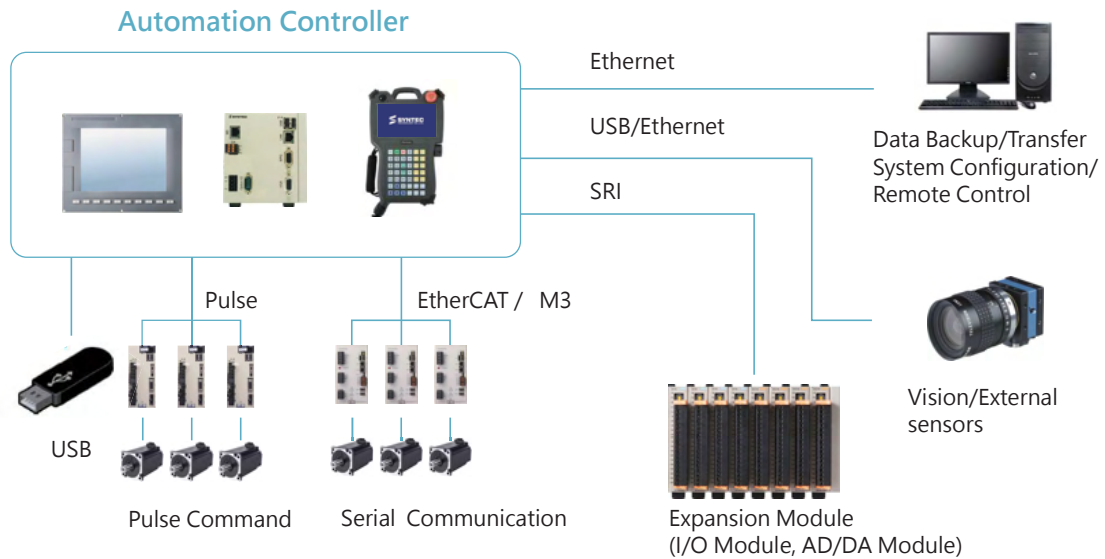 Automation Controller
Ethernet
USB/Ethernet
SRI
SYNTEC
Data Backup/Transfer
System Configuration/
Remote Control
Pulse
EtherCAT / M3
USB
Vision/External
sensors
Pulse Command
Serial Communication
Expansion Module
(I/O Module, AD/DA Module)